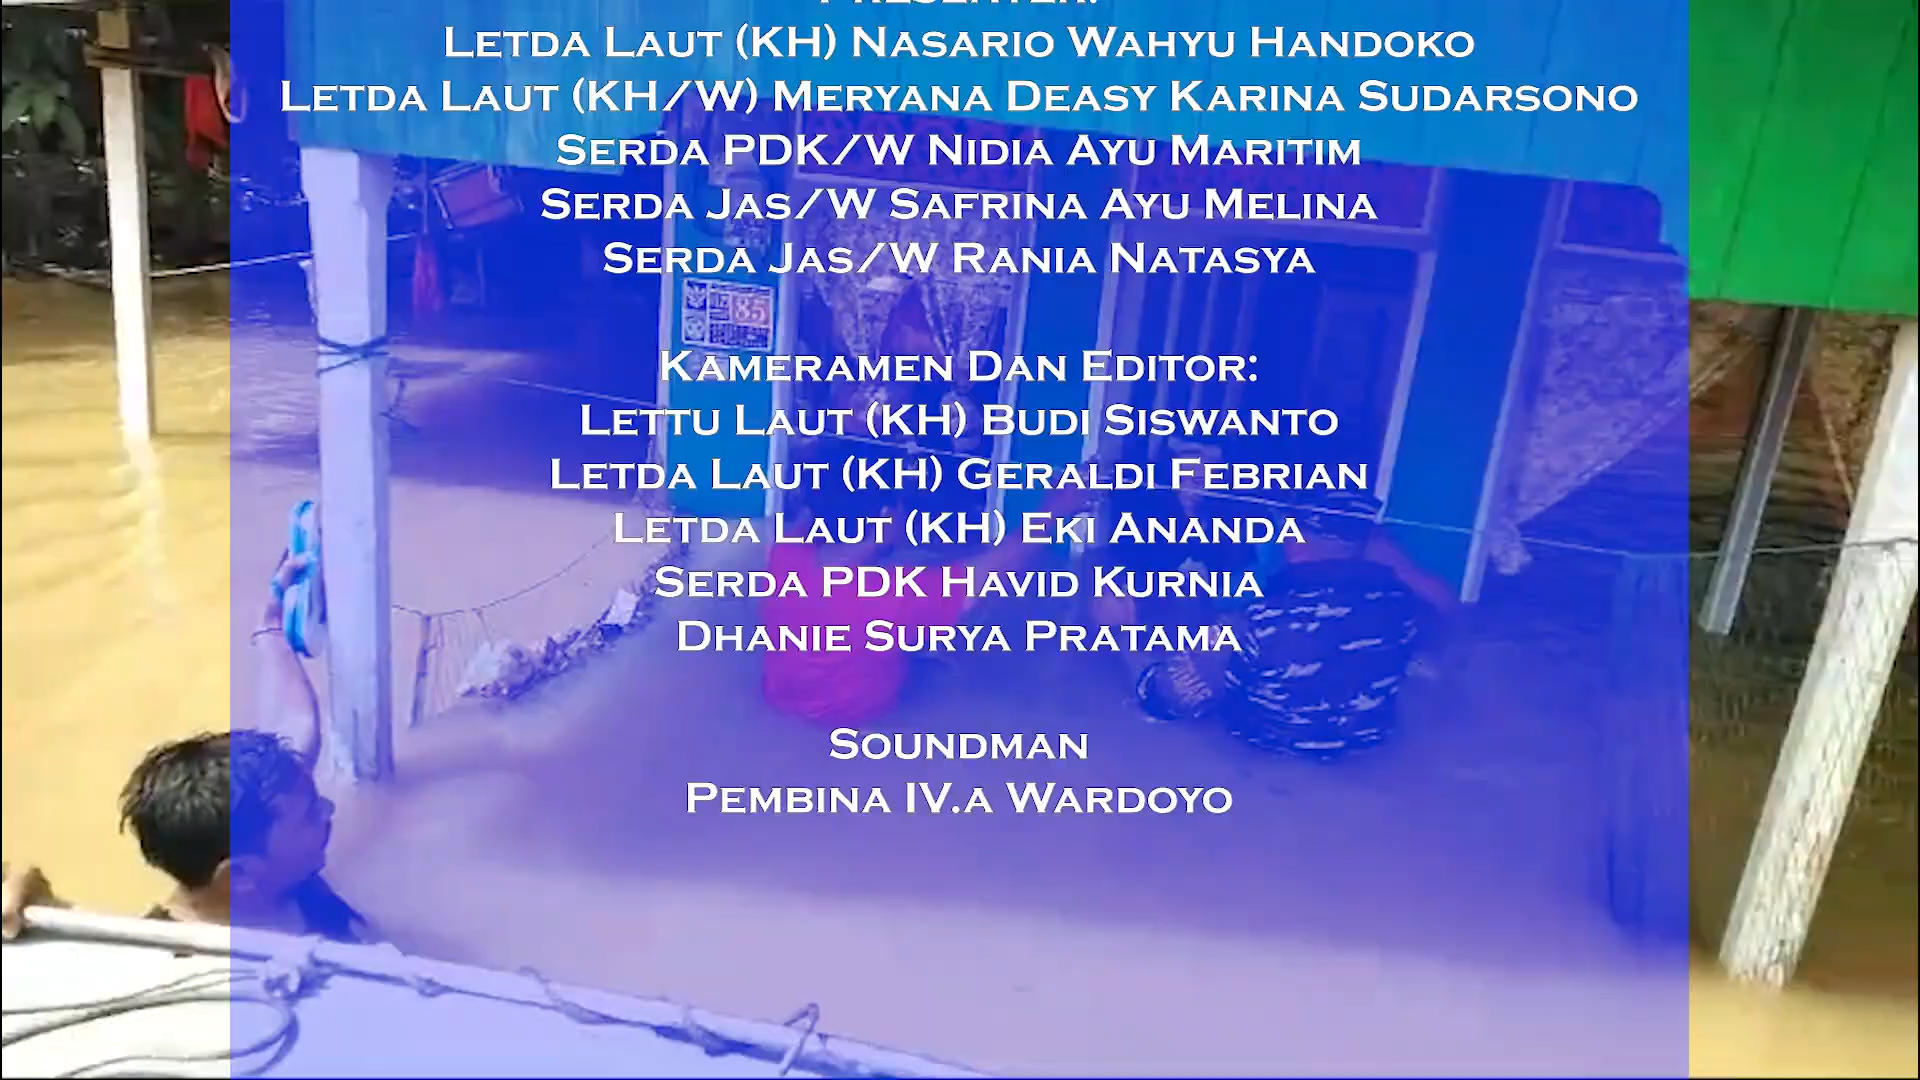 PRESENTER:
LETDA LAUT (KH) NASARIO WAHYU HANDOKO
LETDA LAUT (KH/W) MERYANA DEASY KARINA SUDARSONO
SERDA PDK/W NIDIA AYU MARITIM
SERDA JAS/W SAFRINA AYU MELINA
SERDA JAS/W RANIA NATASYA
85
KAMERAMEN DAN EDITOR:
LETTU LAUT (KH) BUDI SISWANTO
LETDA LAUT (KH) GERALDI FEBRIAN
LETDA LAUT (KH) EKI ANANDA
SERDA PDK HAVID KURNIA
DHANIE SURYA PRATAMA
SOUNDMAN
PEMBINA IV.A WARDOYO